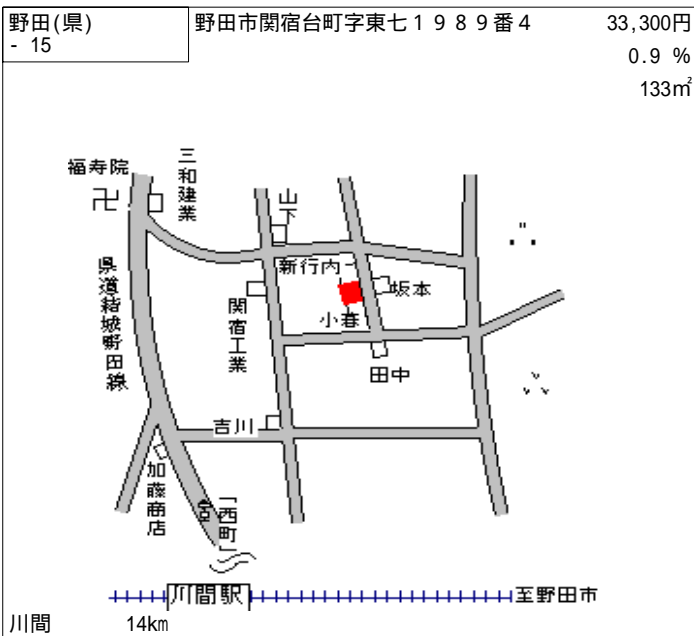 野田(県)
- 15
野田市関宿台町字東七1989番4
33,300円
0.9 %
133㎡
福寿院
三和建業
山下
新行内
坂本
県道結城野田線
関宿工業
小暮
田中
吉川
加藤商店
「西町」
川間駅
至野田市
川間
14km